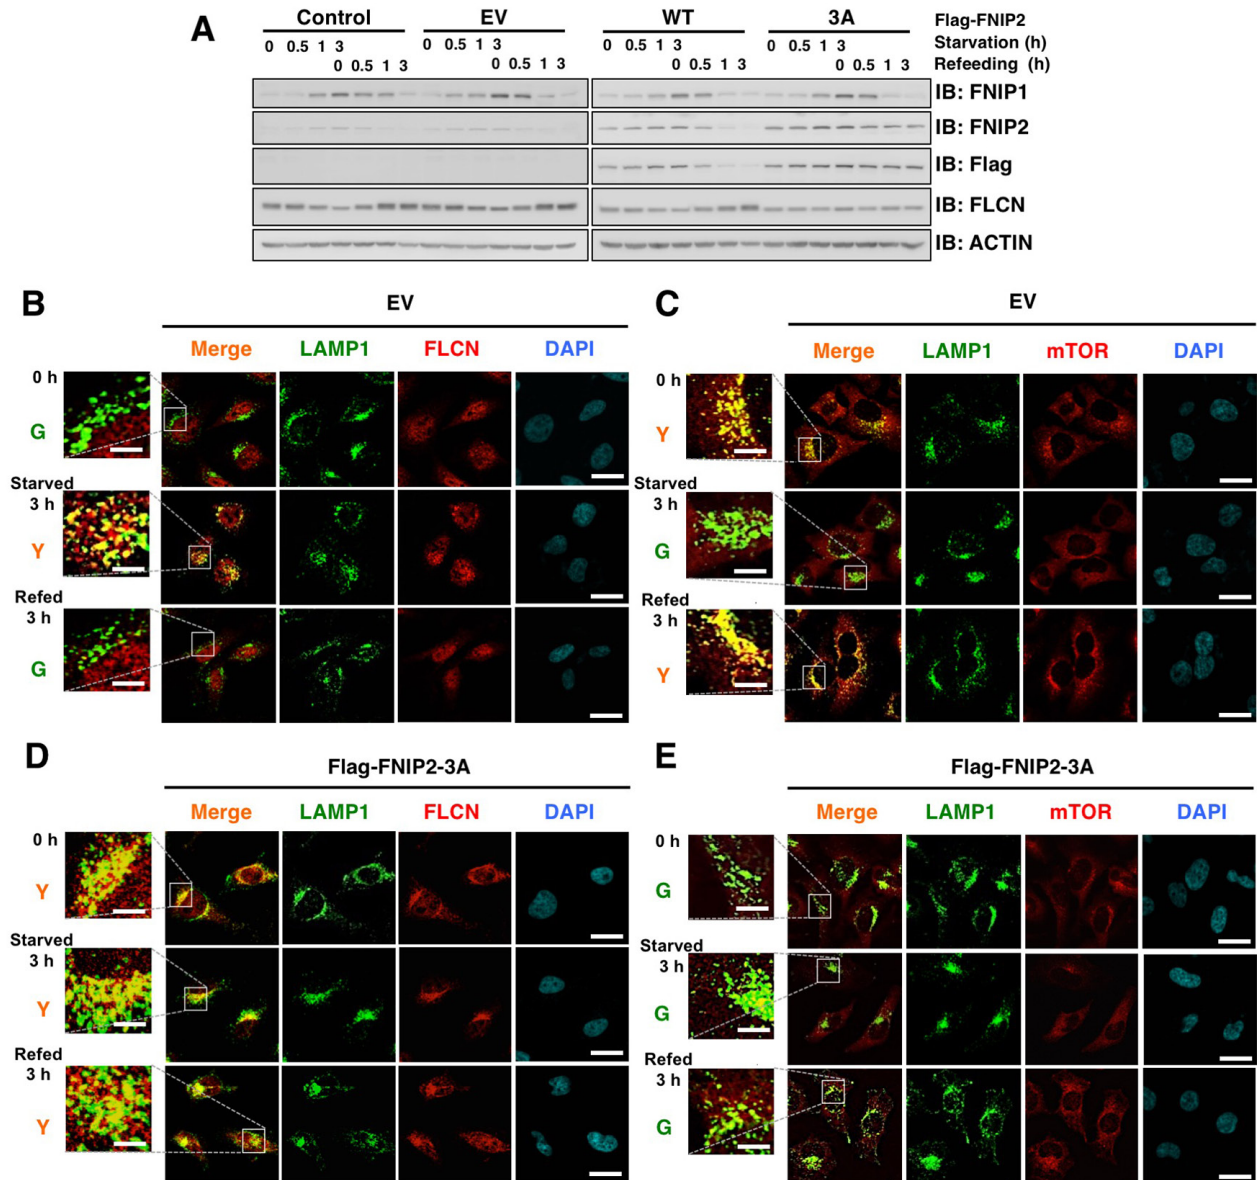 A
Control EV WT 3A Flag-FNIP2
0 0.5 1 3 0 0.5 1 3 0 0.5 1 3 0 0.5 1 3 Starvation (h)
0 0.5 1 3 0 0.5 1 3 0 0.5 1 3 0 0.5 1 3 Refeeding (h)
IB: FNIP1
IB: FNIP2
IB: Flag
IB: FLCN
IB: ACTIN
B
EV
Merge LAMP1 FLCN DAPI
0 h
G
Starved
3 h
Y
Refed
3 h
G
C
EV
Merge LAMP1 mTOR DAPI
0 h
Y
Starved
3 h
G
Refed
3 h
Y
D
Flag-FNIP2-3A
Merge LAMP1 FLCN DAPI
0 h
Y
Starved
3 h
Y
Refed
3 h
Y
E
Flag-FNIP2-3A
Merge LAMP1 mTOR DAPI
0 h
G
Starved
3 h
G
Refed
3 h
G